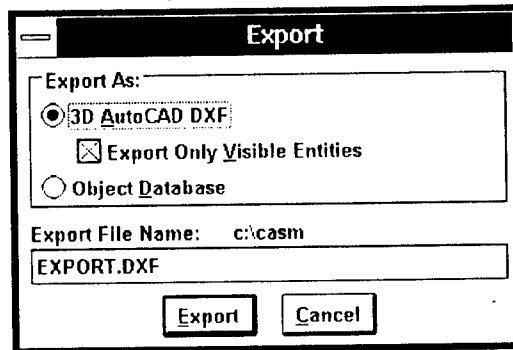 Export
Export As:
3D AutoCAD DXF
Export Only Visible Entities
Object Database
Export File Name: c:\casm
EXPORT.DXF
Export Cancel